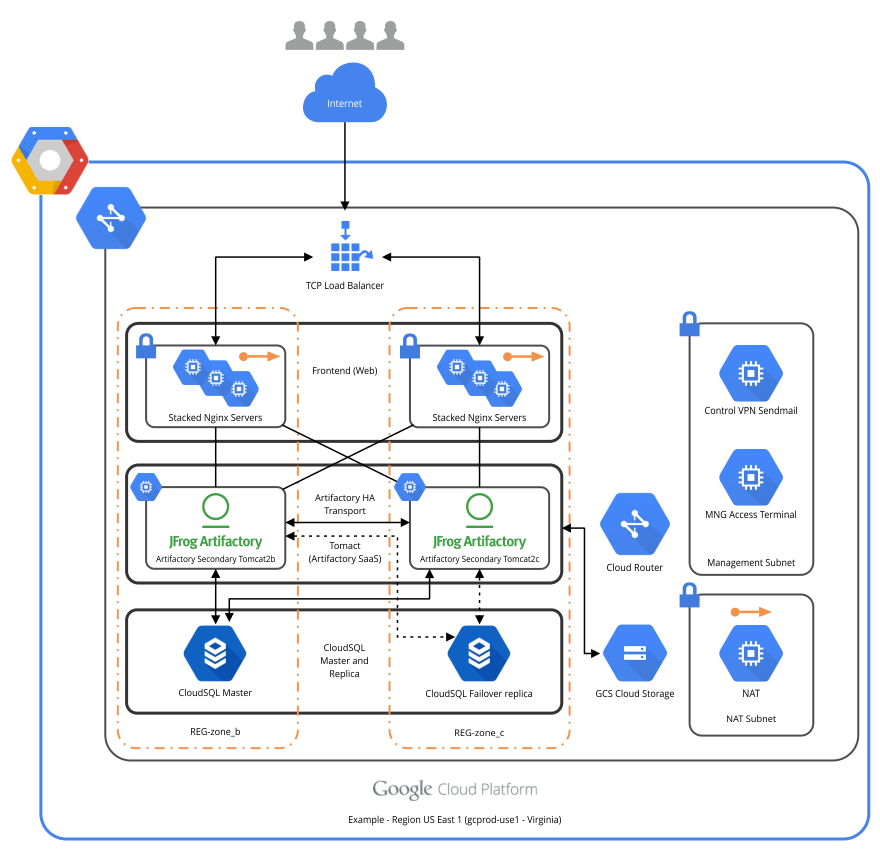 Internet
TCP Load Balancer
Frontend (Web)
Stacked Nginx Servers
Stacked Nginx Servers
Control VPN Sendmail
MNG Access Terminal
Management Subnet
Artifactory HA
Transport
JFrog Artifactory
Artifactory Secondary Tomcat2b
Tomact
(Artifactory SaaS)
JFrog Artifactory
Artifactory Secondary Tomcat2c
Cloud Router
CloudSQL
Master and
Replica
CloudSQL Master
CloudSQL Failover replica
GCS Cloud Storage
NAT
NAT Subnet
REG-zone_b
REG-zone_c
Google Cloud Platform
Example - Region US East 1 (gcprod-use1 - Virginia)